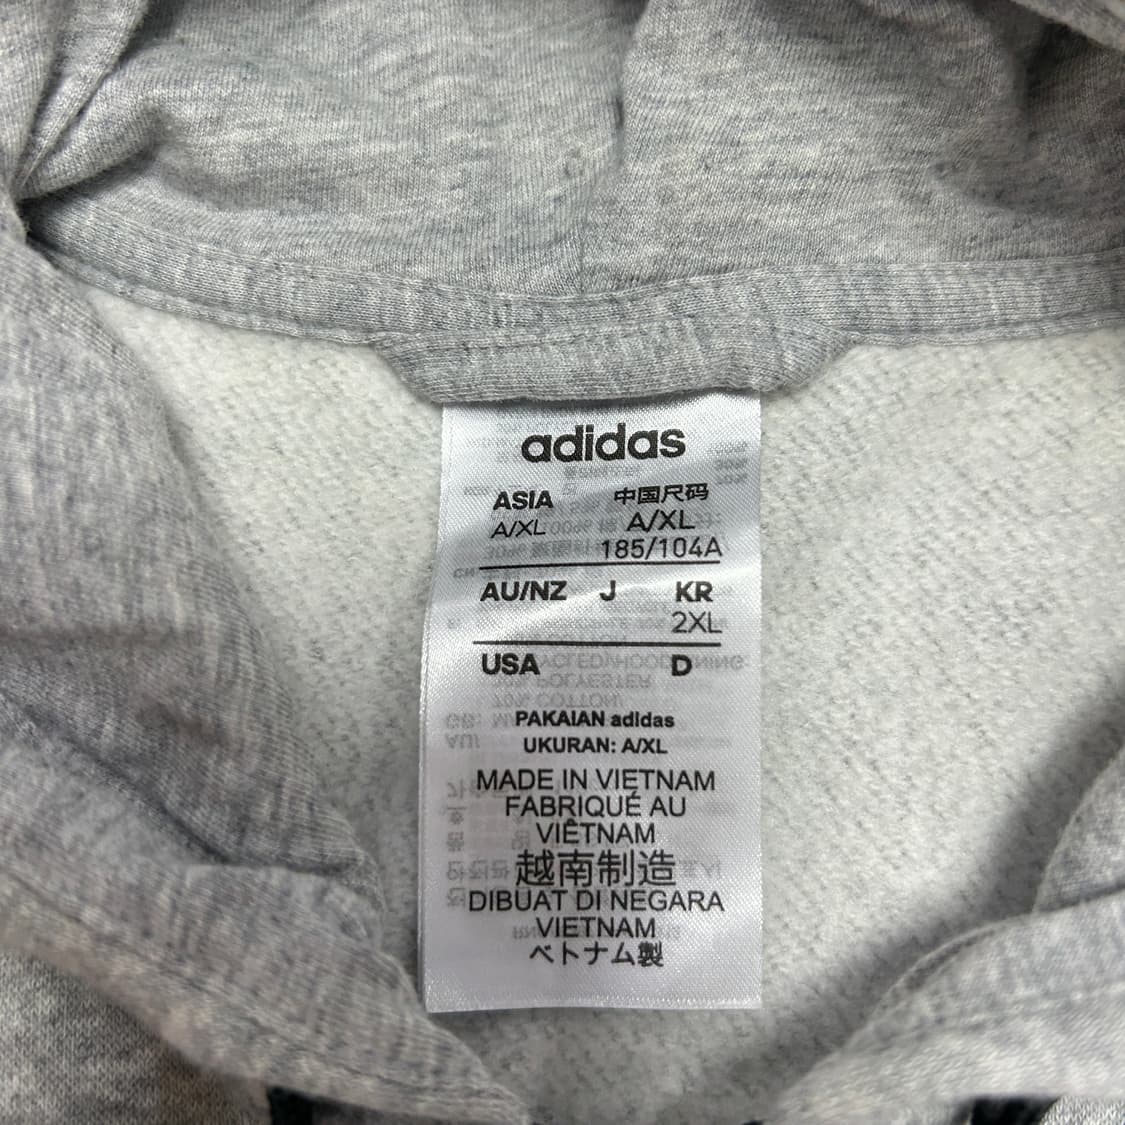 adidas
ASIA 中国尺码
A/XL A/XL
185/104A
AU/NZ J KR
2XL
USA D
PAKAIAN adidas
UKURAN: A/XL
MADE IN VIETNAM
FABRIQUÉ AU
VIÊTNAM
越南制造
DIBUAT DI NEGARA
VIETNAM
ベトナム製